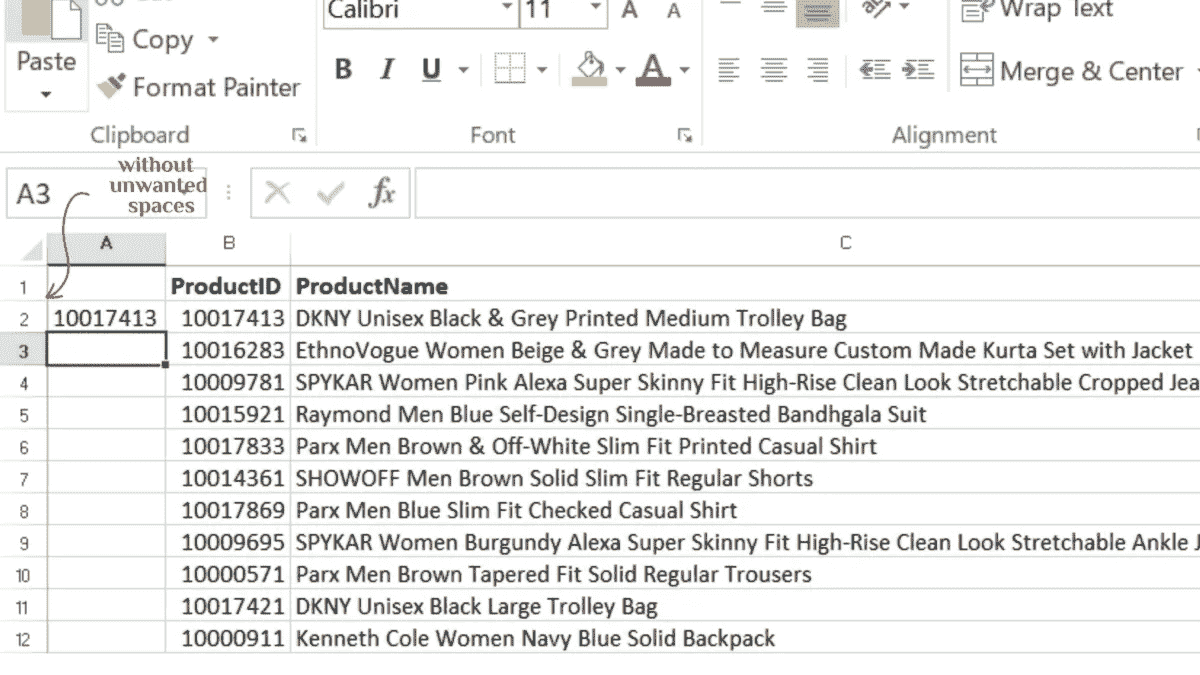 Calibri 11 A A Wrap Text
Paste Copy
B I U A Merge & Center
Format Painter
Clipboard Font Alignment
without
unwanted
spaces
A3 fx
A B C
1 ProductID ProductName
2 10017413 10017413 DKNY Unisex Black & Grey Printed Medium Trolley Bag
3 10016283 EthnoVogue Women Beige & Grey Made to Measure Custom Made Kurta Set with Jacket
4 10009781 SPYKAR Women Pink Alexa Super Skinny Fit High-Rise Clean Look Stretchable Cropped Jea
5 10015921 Raymond Men Blue Self-Design Single-Breasted Bandhgala Suit
6 10017833 Parx Men Brown & Off-White Slim Fit Printed Casual Shirt
7 10014361 SHOWOFF Men Brown Solid Slim Fit Regular Shorts
8 10017869 Parx Men Blue Slim Fit Checked Casual Shirt
9 10009695 SPYKAR Women Burgundy Alexa Super Skinny Fit High-Rise Clean Look Stretchable Ankle J
10 10000571 Parx Men Brown Tapered Fit Solid Regular Trousers
11 10017421 DKNY Unisex Black Large Trolley Bag
12 10000911 Kenneth Cole Women Navy Blue Solid Backpack